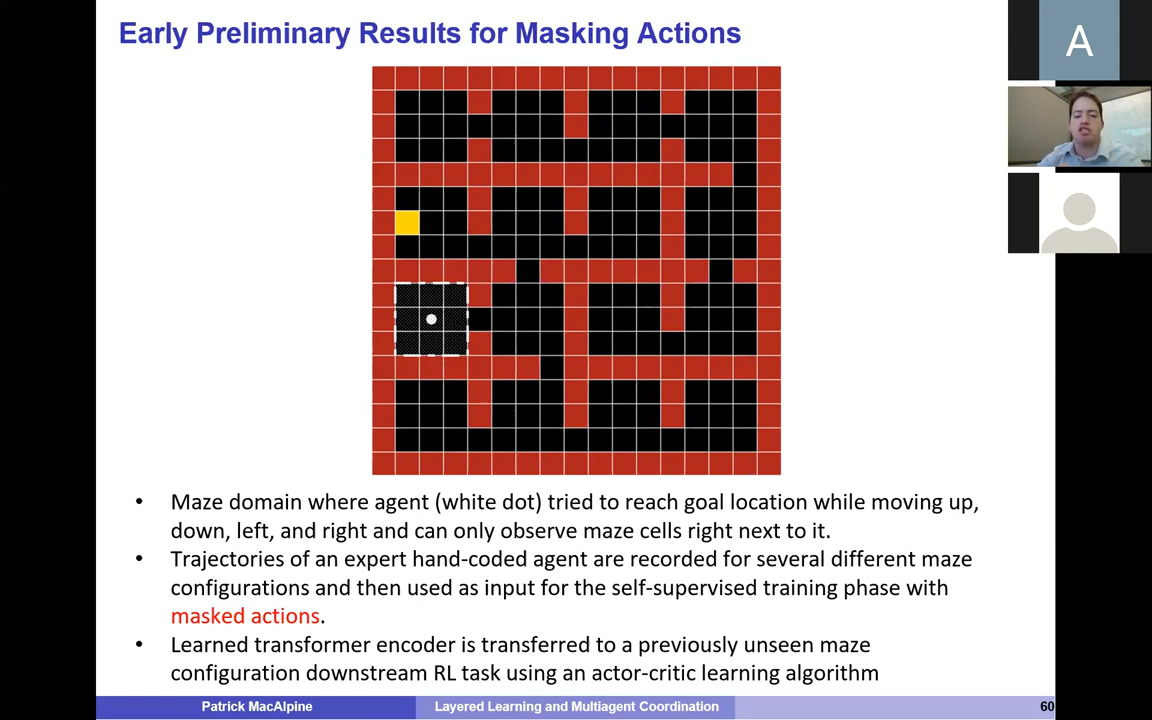 Early Preliminary Results for Masking Actions
A
• Maze domain where agent (white dot) tried to reach goal location while moving up,
down, left, and right and can only observe maze cells right next to it.
• Trajectories of an expert hand-coded agent are recorded for several different maze
configurations and then used as input for the self-supervised training phase with
masked actions.
• Learned transformer encoder is transferred to a previously unseen maze
configuration downstream RL task using an actor-critic learning algorithm
Patrick MacAlpine Layered Learning and Multiagent Coordination 60